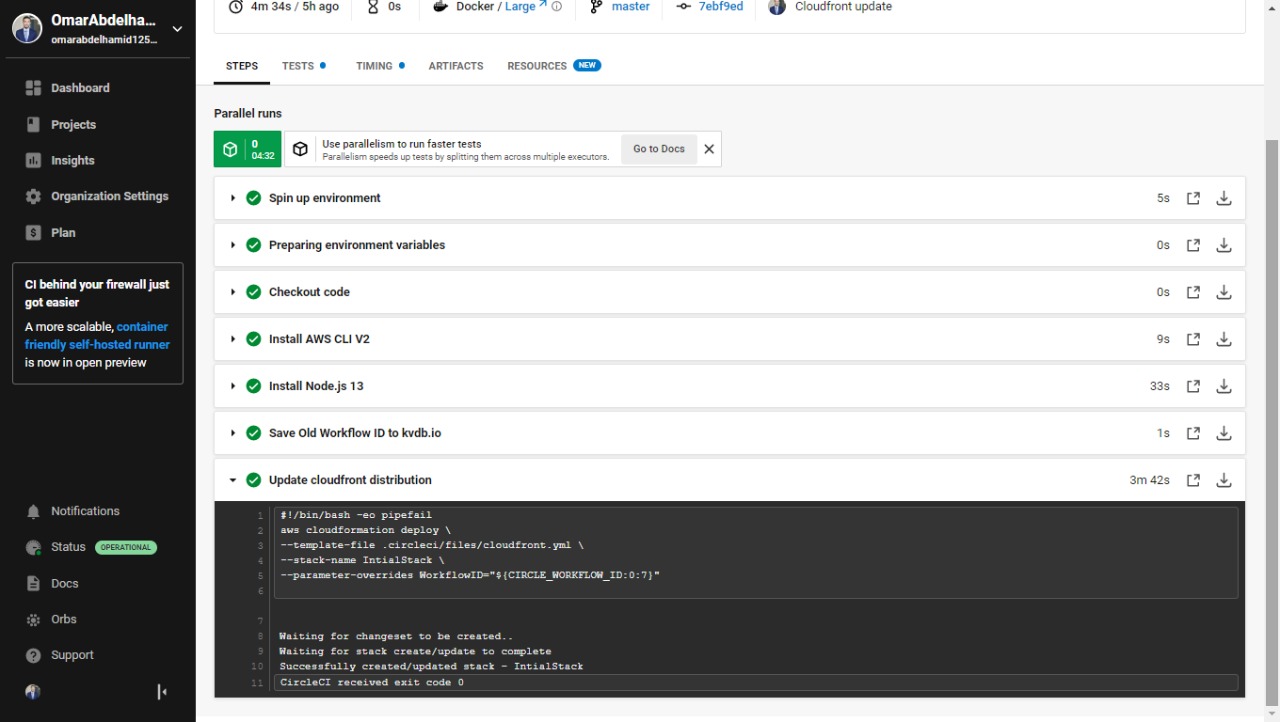 OmarAbdelha...
omarabdelhamid125...
Dashboard
Projects
Insights
Organization Settings
Plan
CI behind your firewall just
got easier
A more scalable, container
friendly self-hosted runner
is now in open preview
Notifications
Status OPERATIONAL
Docs
Orbs
Support
4m 34s / 5h ago
0s
Docker / Large
master
7ebf9ed
Cloudfront update
STEPS
TESTS
TIMING
ARTIFACTS
RESOURCES NEW
Parallel runs
0
04:32
Use parallelism to run faster tests
Parallelism speeds up tests by splitting them across multiple executors.
Go to Docs
Spin up environment 5s
Preparing environment variables 0s
Checkout code 0s
Install AWS CLI V2 9s
Install Node.js 13 33s
Save Old Workflow ID to kvdb.io 1s
Update cloudfront distribution 3m 42s
1 #!/bin/bash -eo pipefail
2 aws cloudformation deploy \
3 --template-file .circleci/files/cloudfront.yml \
4 --stack-name IntialStack \
5 --parameter-overrides WorkflowID="${CIRCLE_WORKFLOW_ID:0:7}"
6
7
8 Waiting for changeset to be created..
9 Waiting for stack create/update to complete
10 Successfully created/updated stack - IntialStack
11 CircleCI received exit code 0